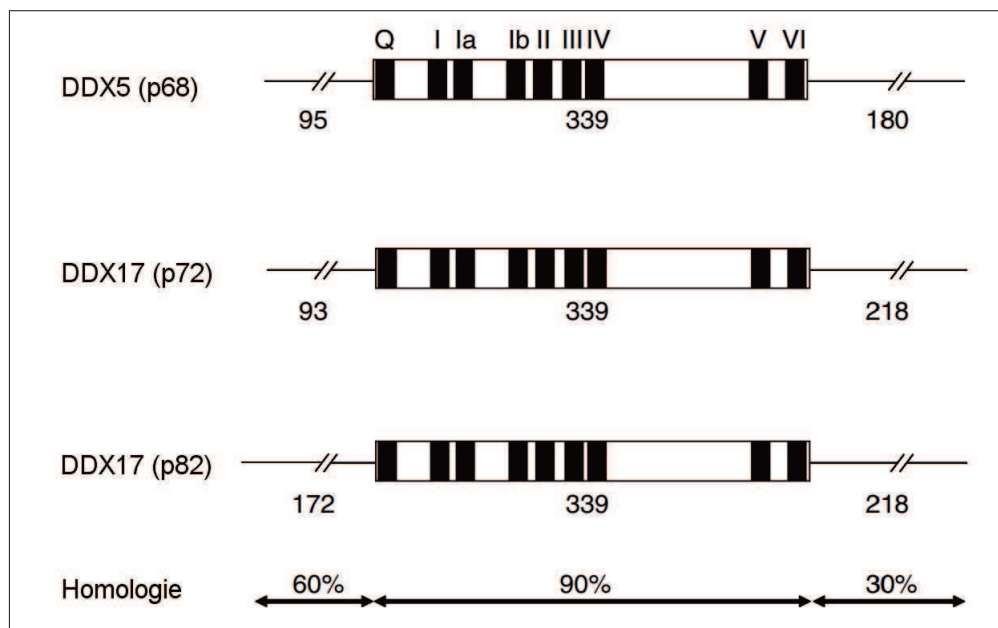 Q I Ia Ib II III IV V VI
DDX5 (p68)
95 339 180
DDX17 (p72)
93 339 218
DDX17 (p82)
172 339 218
Homologie 60% 90% 30%